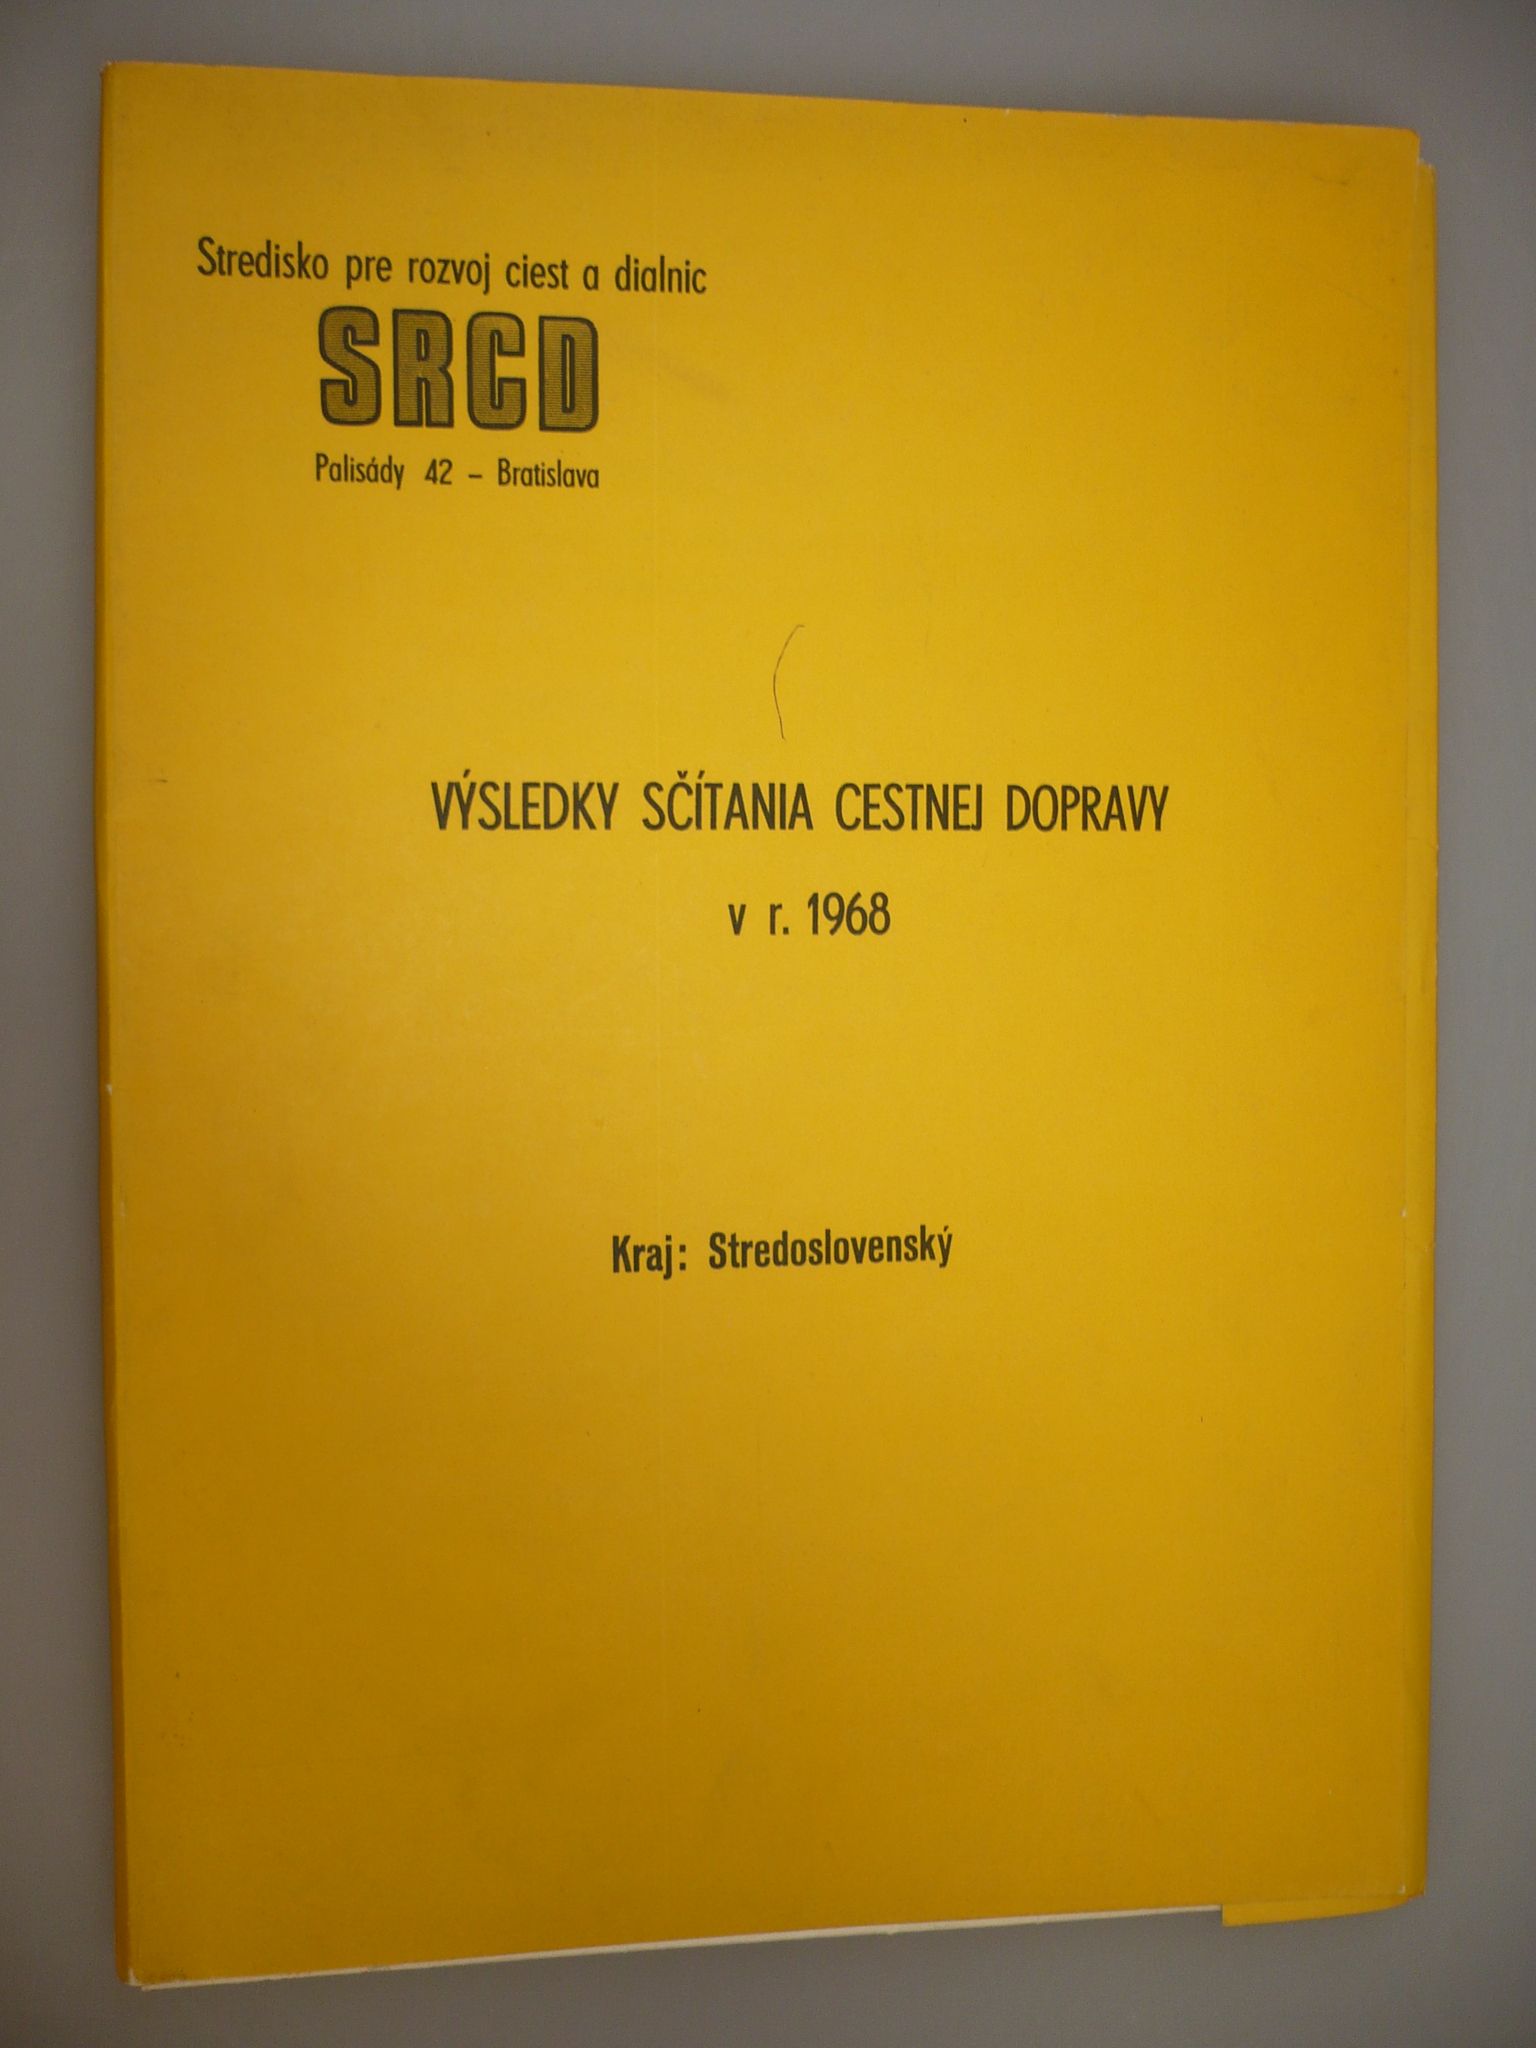 Stredisko pre rozvoj ciest a dialnic
SRCD
Palisády 42 – Bratislava
VÝSLEDKY SČÍTANIA CESTNEJ DOPRAVY
v r. 1968
Kraj: Stredoslovenský